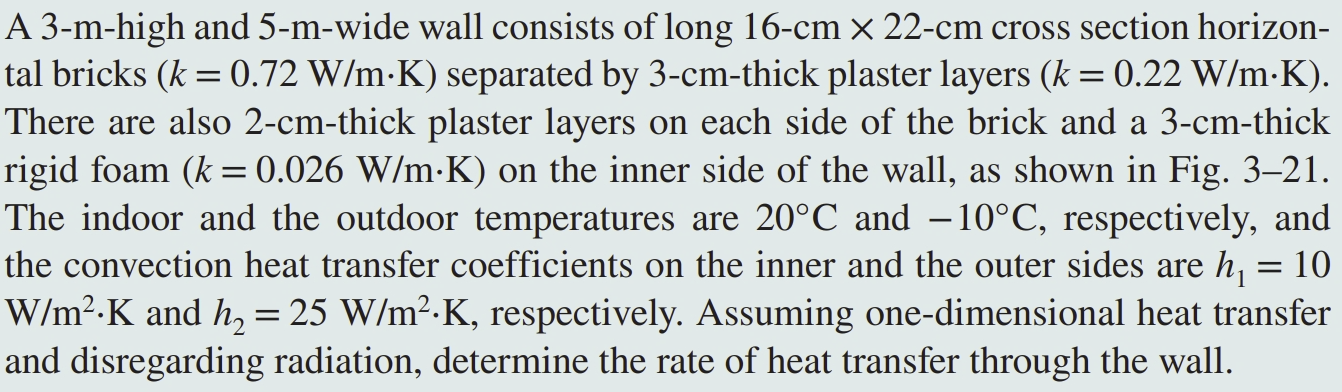 A 3-m-high and 5-m-wide wall consists of long 16-cm × 22-cm cross section horizon-
tal bricks (k = 0.72 W/m·K) separated by 3-cm-thick plaster layers (k = 0.22 W/m·K).
There are also 2-cm-thick plaster layers on each side of the brick and a 3-cm-thick
rigid foam (k = 0.026 W/m·K) on the inner side of the wall, as shown in Fig. 3–21.
The indoor and the outdoor temperatures are 20°C and −10°C, respectively, and
the convection heat transfer coefficients on the inner and the outer sides are h₁ = 10
W/m²·K and h₂ = 25 W/m²·K, respectively. Assuming one-dimensional heat transfer
and disregarding radiation, determine the rate of heat transfer through the wall.